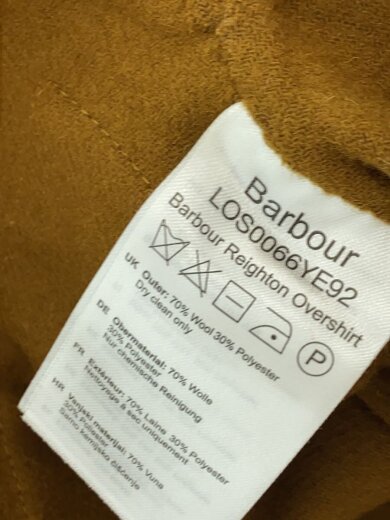 Barbour
LOS0066YE92
Barbour Reighton Overshirt
P
UK Outer: 70% Wool 30% Polyester
Dry clean only
DE Obermaterial: 70% Wolle
30% Polyester
Nur chemische Reinigung
FR Extérieur: 70% Laine 30% Polyester
Nettoyage à sec uniquement
HR Vanjski materijal: 70% Vuna
30% Poliester
Samo kemijsko čišćenje